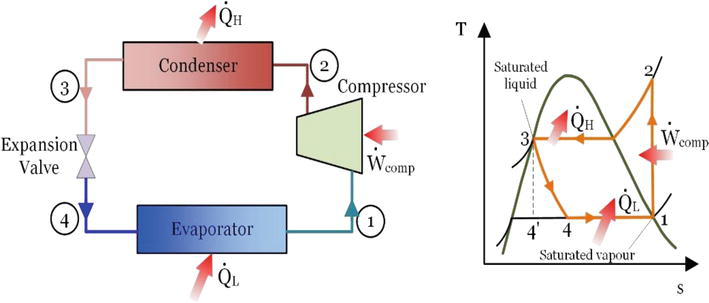 Q̇H
Condenser
2
3
Compressor
Expansion
Valve
Ẇcomp
4
Evaporator
1
Q̇L
T
Saturated
liquid
2
3
Q̇H
Ẇcomp
Q̇L
4'
4
1
Saturated vapour
s